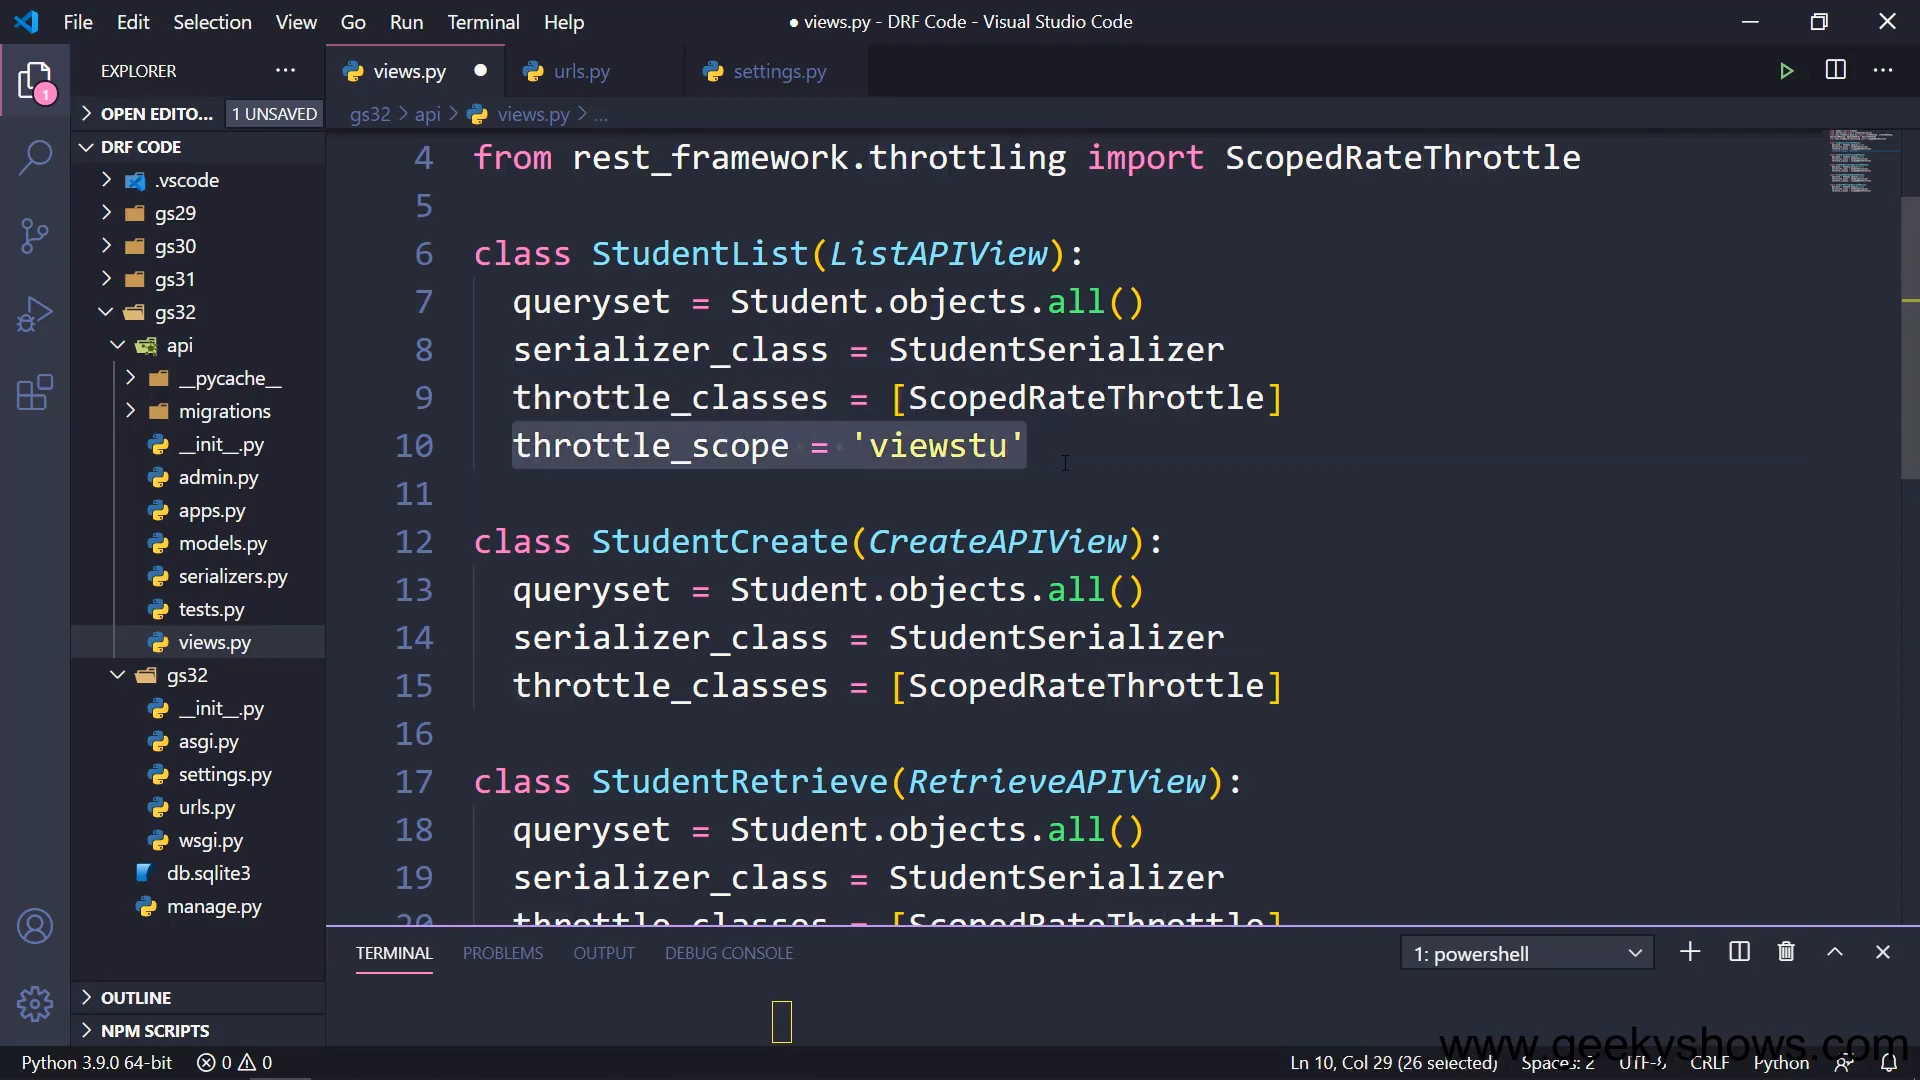 File Edit Selection View Go Run Terminal Help
● views.py - DRF Code - Visual Studio Code
EXPLORER
views.py
urls.py
settings.py
1
OPEN EDITO... 1 UNSAVED
gs32 > api > views.py > ...
DRF CODE
.vscode
gs29
gs30
gs31
gs32
api
__pycache__
migrations
__init__.py
admin.py
apps.py
models.py
serializers.py
tests.py
views.py
gs32
__init__.py
asgi.py
settings.py
urls.py
wsgi.py
db.sqlite3
manage.py
OUTLINE
NPM SCRIPTS
4 from rest_framework.throttling import ScopedRateThrottle
5
6 class StudentList(ListAPIView):
7 queryset = Student.objects.all()
8 serializer_class = StudentSerializer
9 throttle_classes = [ScopedRateThrottle]
10 throttle_scope = 'viewstu'
11
12 class StudentCreate(CreateAPIView):
13 queryset = Student.objects.all()
14 serializer_class = StudentSerializer
15 throttle_classes = [ScopedRateThrottle]
16
17 class StudentRetrieve(RetrieveAPIView):
18 queryset = Student.objects.all()
19 serializer_class = StudentSerializer
20 throttle_classes = [ScopedRateThrottle]
TERMINAL PROBLEMS OUTPUT DEBUG CONSOLE
1: powershell
www.geekyshows.com
Python 3.9.0 64-bit 0 0
Ln 10, Col 29 (26 selected) Spaces: 2 UTF-8 CRLF Python